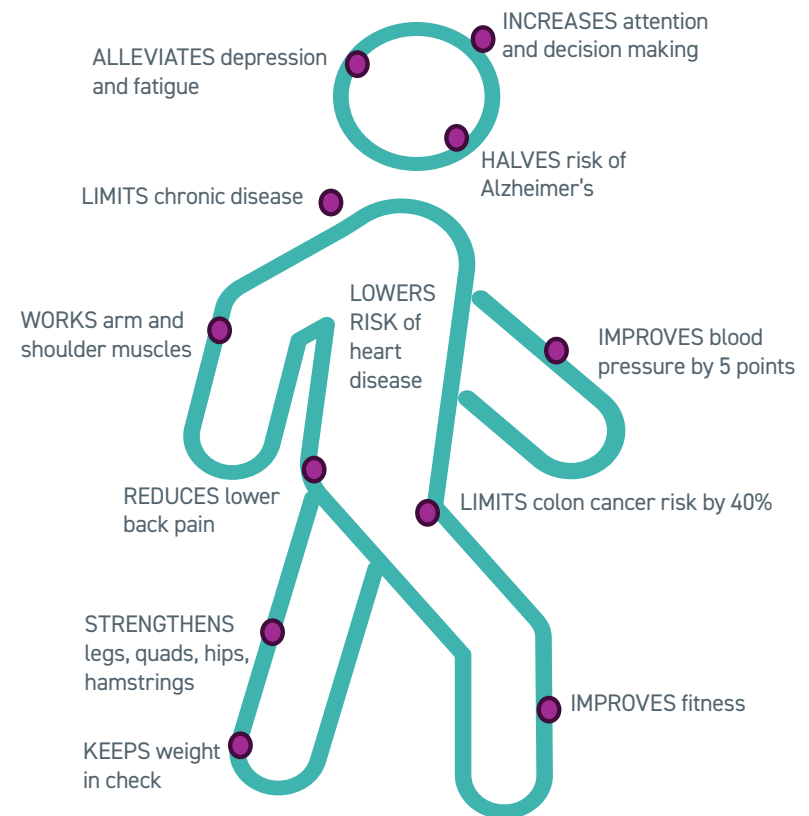 INCREASES attention
and decision making
ALLEVIATES depression
and fatigue
HALVES risk of
Alzheimer’s
LIMITS chronic disease
LOWERS
RISK of
heart
disease
WORKS arm and
shoulder muscles
IMPROVES blood
pressure by 5 points
REDUCES lower
back pain
LIMITS colon cancer risk by 40%
STRENGTHENS
legs, quads, hips,
hamstrings
IMPROVES fitness
KEEPS weight
in check